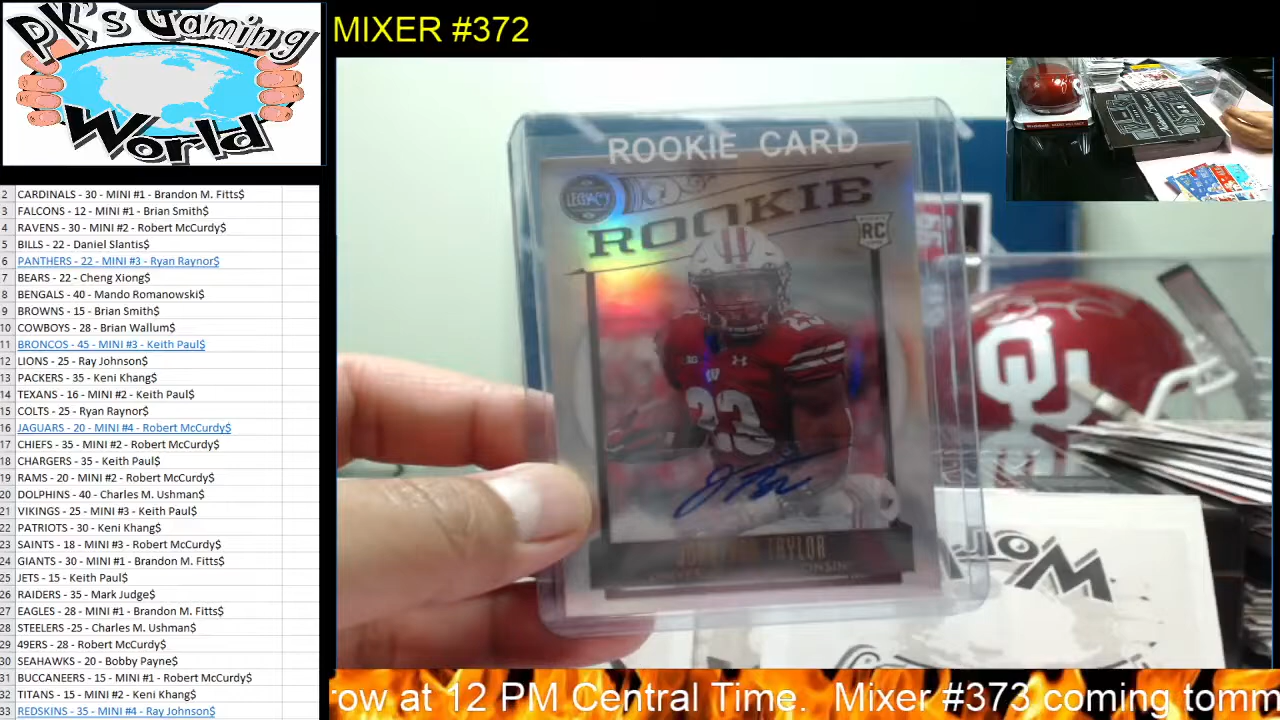 PK's Gaming
World
MIXER #372
2 CARDINALS - 30 - MINI #1 - Brandon M. Fitts$
3 FALCONS - 12 - MINI #1 - Brian Smith$
4 RAVENS - 30 - MINI #2 - Robert McCurdy$
5 BILLS - 22 - Daniel Slantis$
6 PANTHERS - 22 - MINI #3 - Ryan Raynor$
7 BEARS - 22 - Cheng Xiong$
8 BENGALS - 40 - Mando Romanowski$
9 BROWNS - 15 - Brian Smith$
10 COWBOYS - 28 - Brian Wallum$
11 BRONCOS - 45 - MINI #3 - Keith Paul$
12 LIONS - 25 - Ray Johnson$
13 PACKERS - 35 - Keni Khang$
14 TEXANS - 16 - MINI #2 - Keith Paul$
15 COLTS - 25 - Ryan Raynor$
16 JAGUARS - 20 - MINI #4 - Robert McCurdy$
17 CHIEFS - 35 - MINI #2 - Robert McCurdy$
18 CHARGERS - 35 - Keith Paul$
19 RAMS - 20 - MINI #2 - Robert McCurdy$
20 DOLPHINS - 40 - Charles M. Ushman$
21 VIKINGS - 25 - MINI #3 - Keith Paul$
22 PATRIOTS - 30 - Keni Khang$
23 SAINTS - 18 - MINI #3 - Robert McCurdy$
24 GIANTS - 30 - MINI #1 - Brandon M. Fitts$
25 JETS - 15 - Keith Paul$
26 RAIDERS - 35 - Mark Judge$
27 EAGLES - 28 - MINI #1 - Brandon M. Fitts$
28 STEELERS -25 - Charles M. Ushman$
29 49ERS - 28 - Robert McCurdy$
30 SEAHAWKS - 20 - Bobby Payne$
31 BUCCANEERS - 15 - MINI #1 - Robert McCurdy$
32 TITANS - 15 - MINI #2 - Keni Khang$
33 REDSKINS - 35 - MINI #4 - Ray Johnson$
ROOKIE CARD
LEGACY
ROOKIE
RC
W
23
TAYLOR
OU
row at 12 PM Central Time. Mixer #373 coming tomm